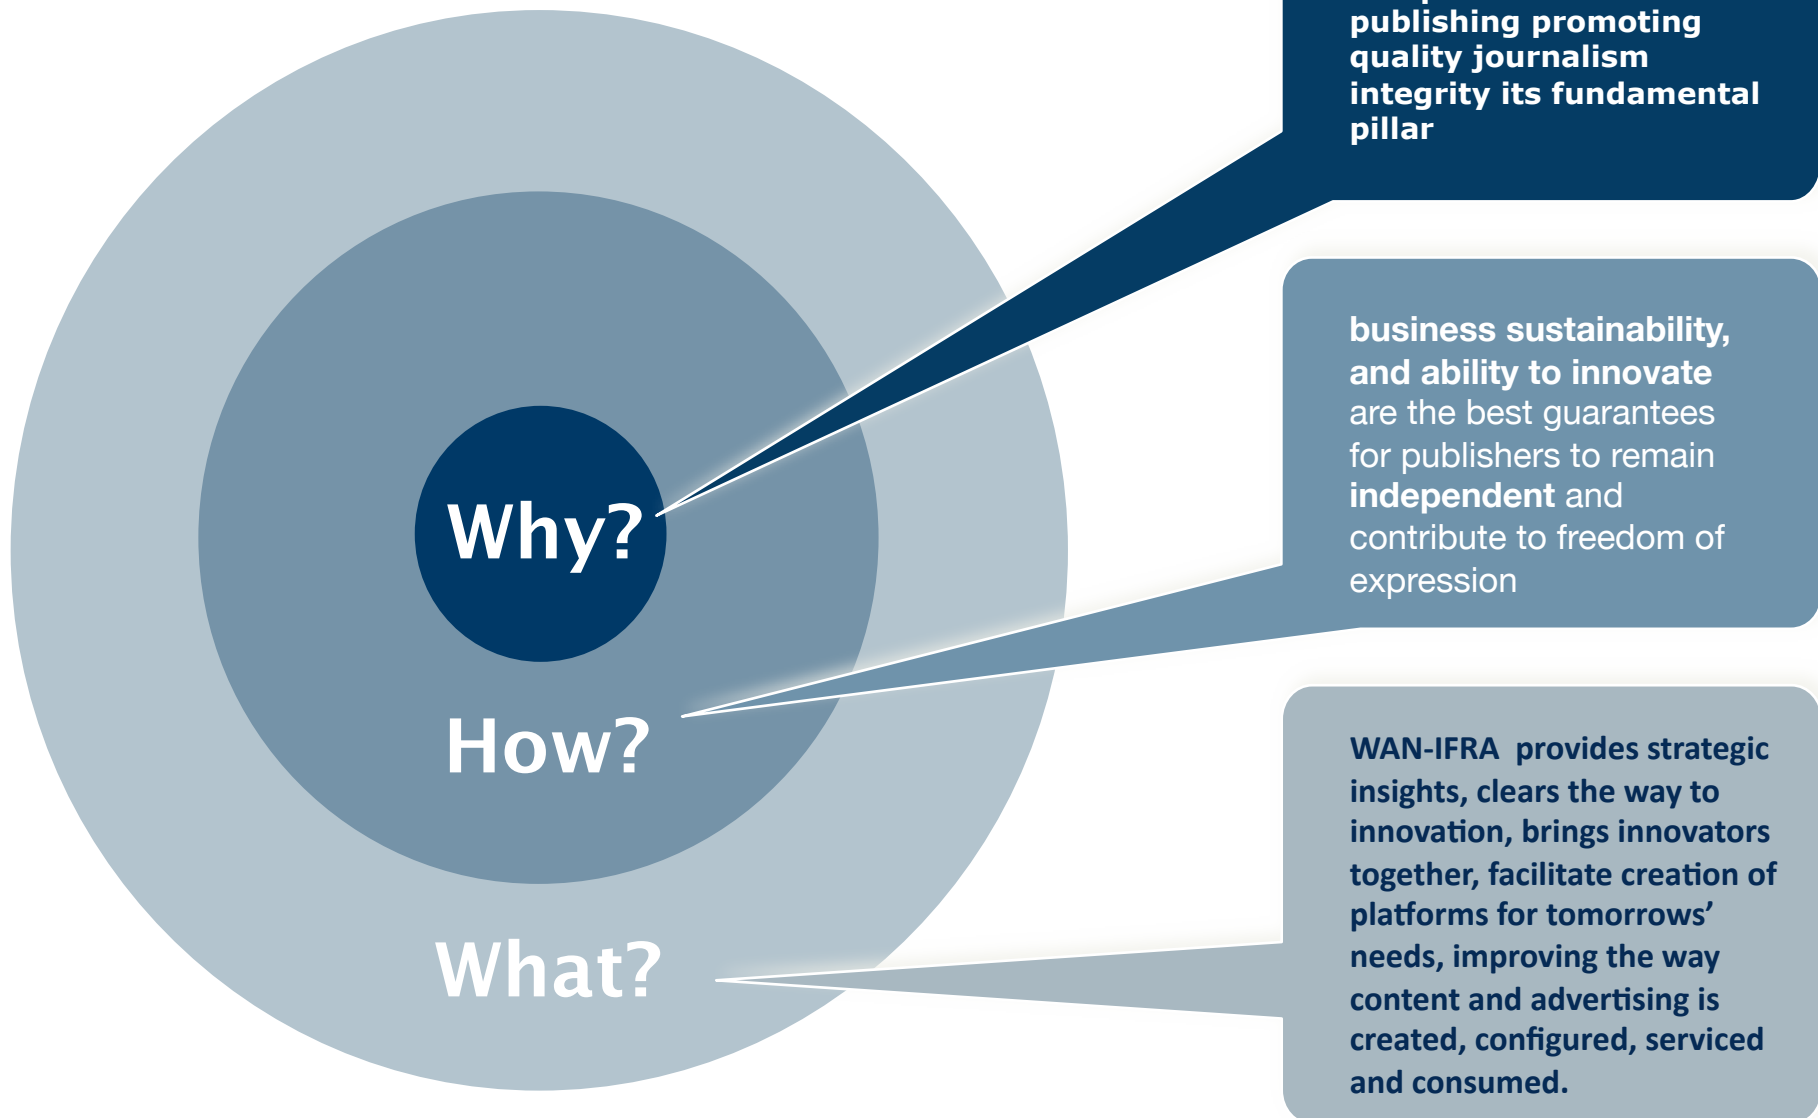 publishing promoting
quality journalism
integrity its fundamental
pillar
Why?
business sustainability,
and ability to innovate
are the best guarantees
for publishers to remain
independent and
contribute to freedom of
expression
How?
WAN-IFRA  provides strategic
insights, clears the way to
innovation, brings innovators
together, facilitate creation of
platforms for tomorrows’
needs, improving the way
content and advertising is
created, configured, serviced
and consumed.
What?